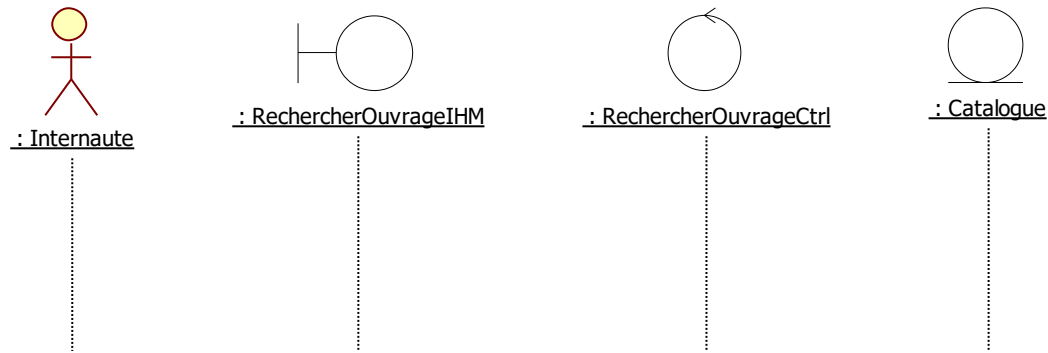 : Internaute
: RechercherOuvrageIHM
: RechercherOuvrageCtrl
: Catalogue